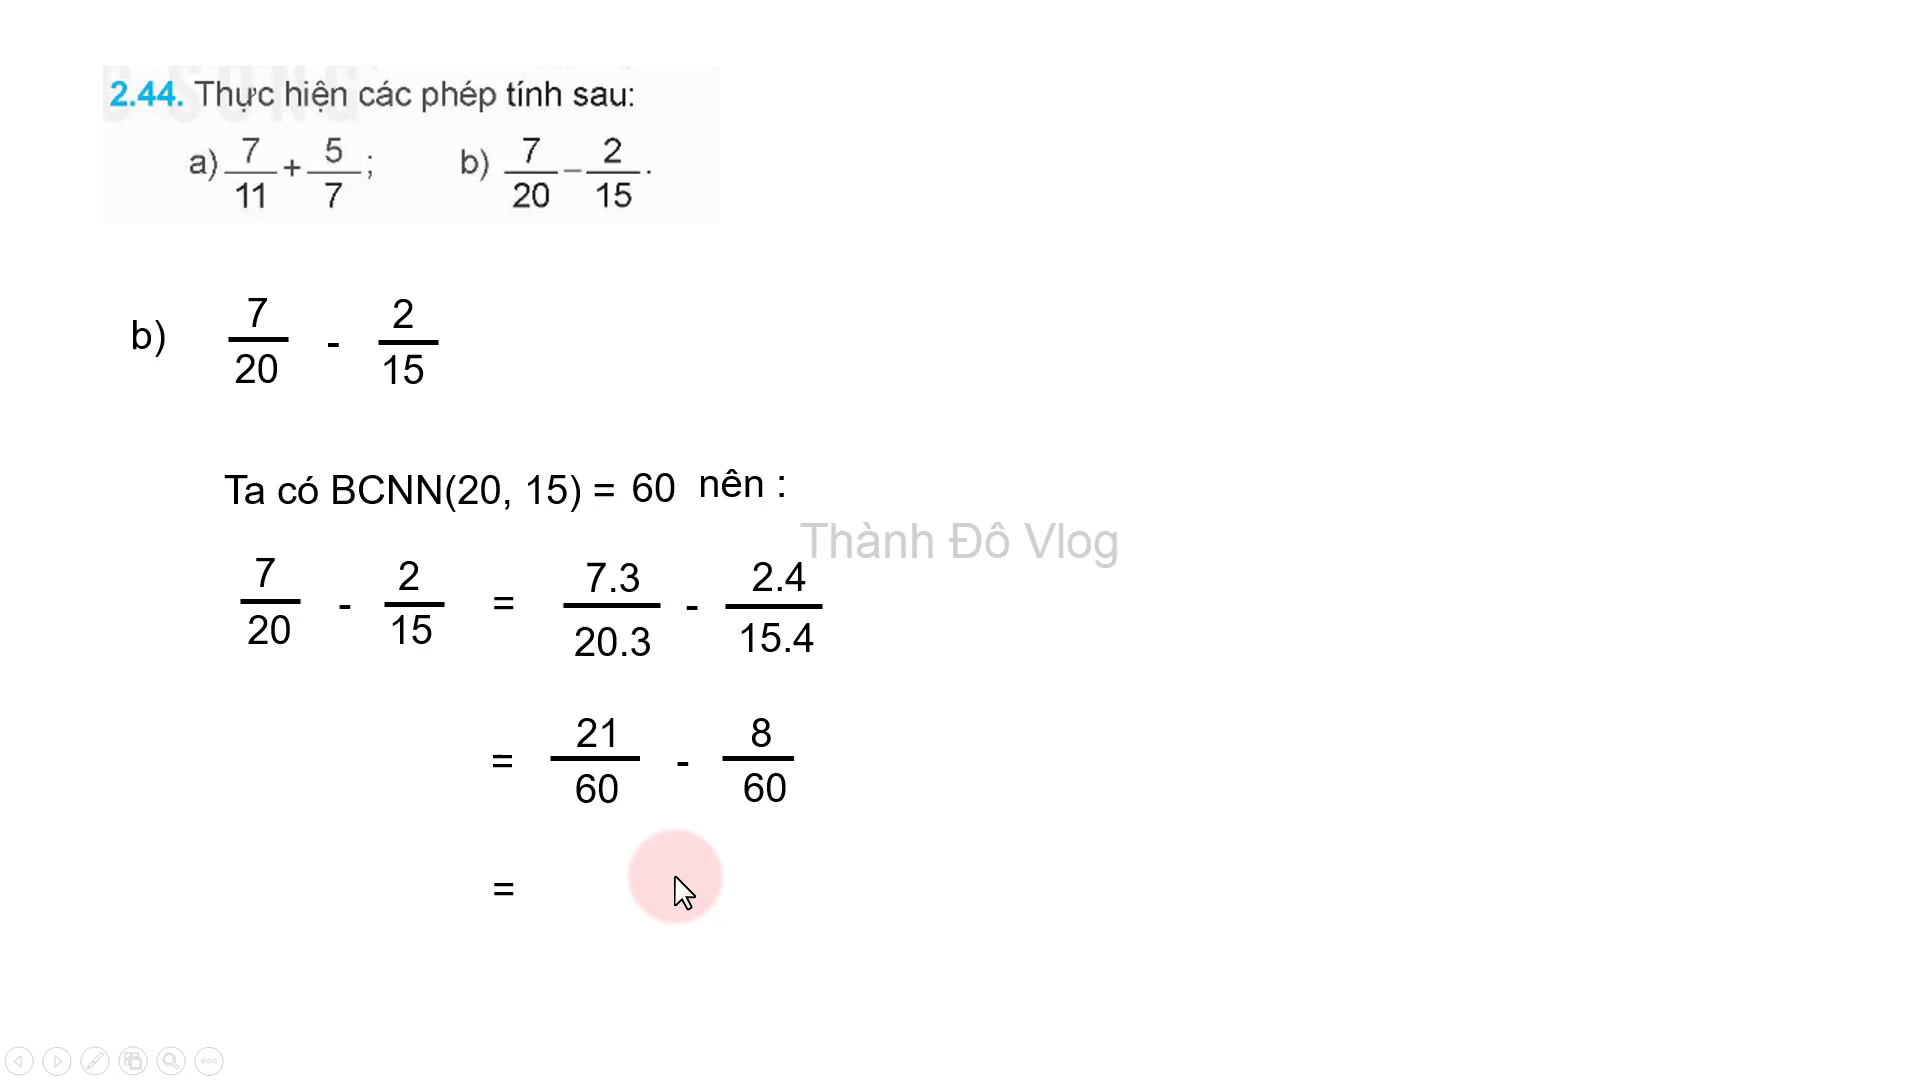 2.44. Thực hiện các phép tính sau:
a) 7/11 + 5/7 ; b) 7/20 – 2/15 .
b) 7/20 - 2/15
Ta có BCNN(20, 15) = 60 nên :
Thành Đô Vlog
7/20 - 2/15 = 7.3/20.3 - 2.4/15.4
= 21/60 - 8/60
=